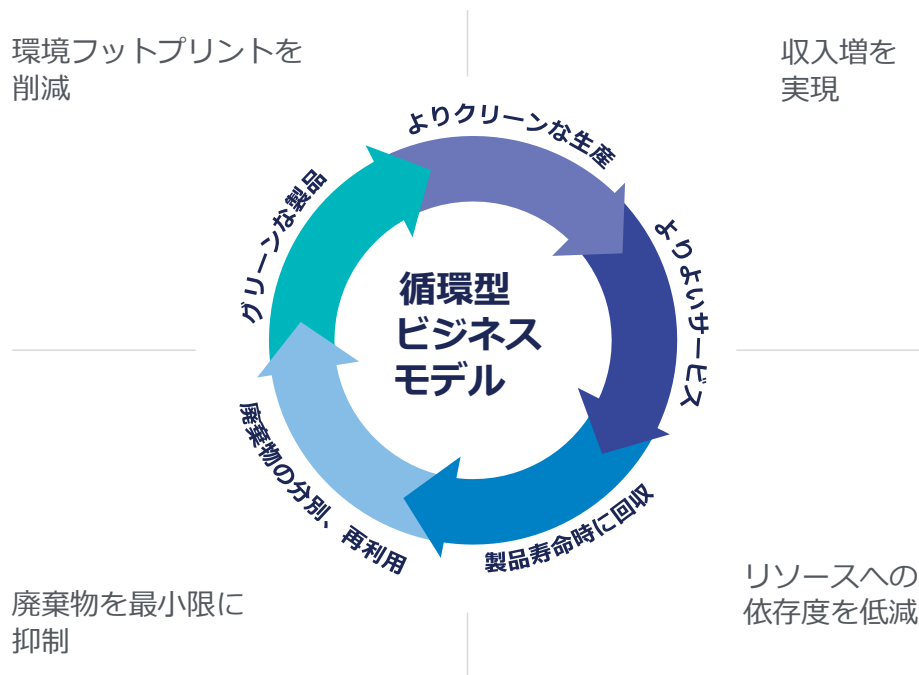 環境フットプリントを
削減
収入増を
実現
よりクリーンな生産
グリーンな製品
よりよいサービス
循環型
ビジネス
モデル
廃棄物の分別、再利用
製品寿命時に回収
廃棄物を最小限に
抑制
リソースへの
依存度を低減